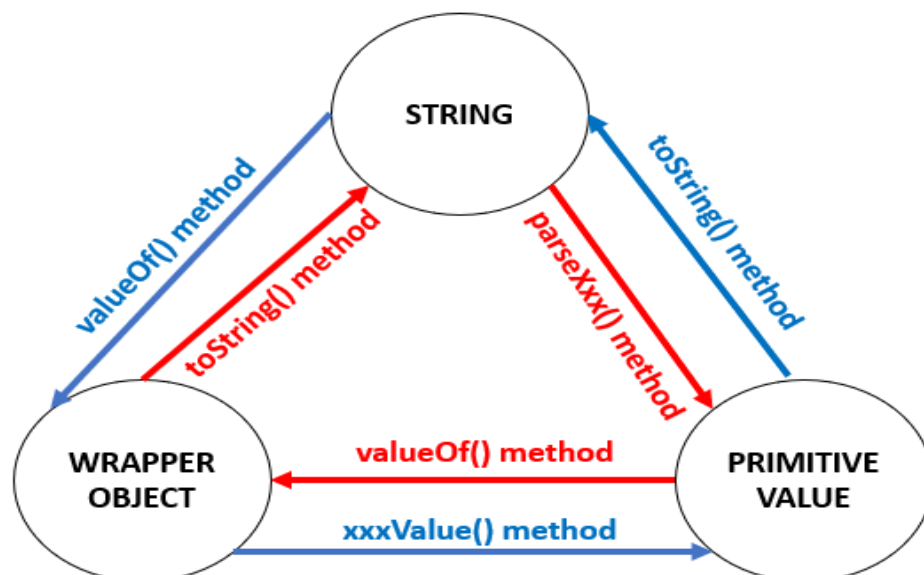 STRING
valueOf() method
toString() method
parseXxx() method
toString() method
WRAPPER
OBJECT
valueOf() method
xxxValue() method
PRIMITIVE
VALUE